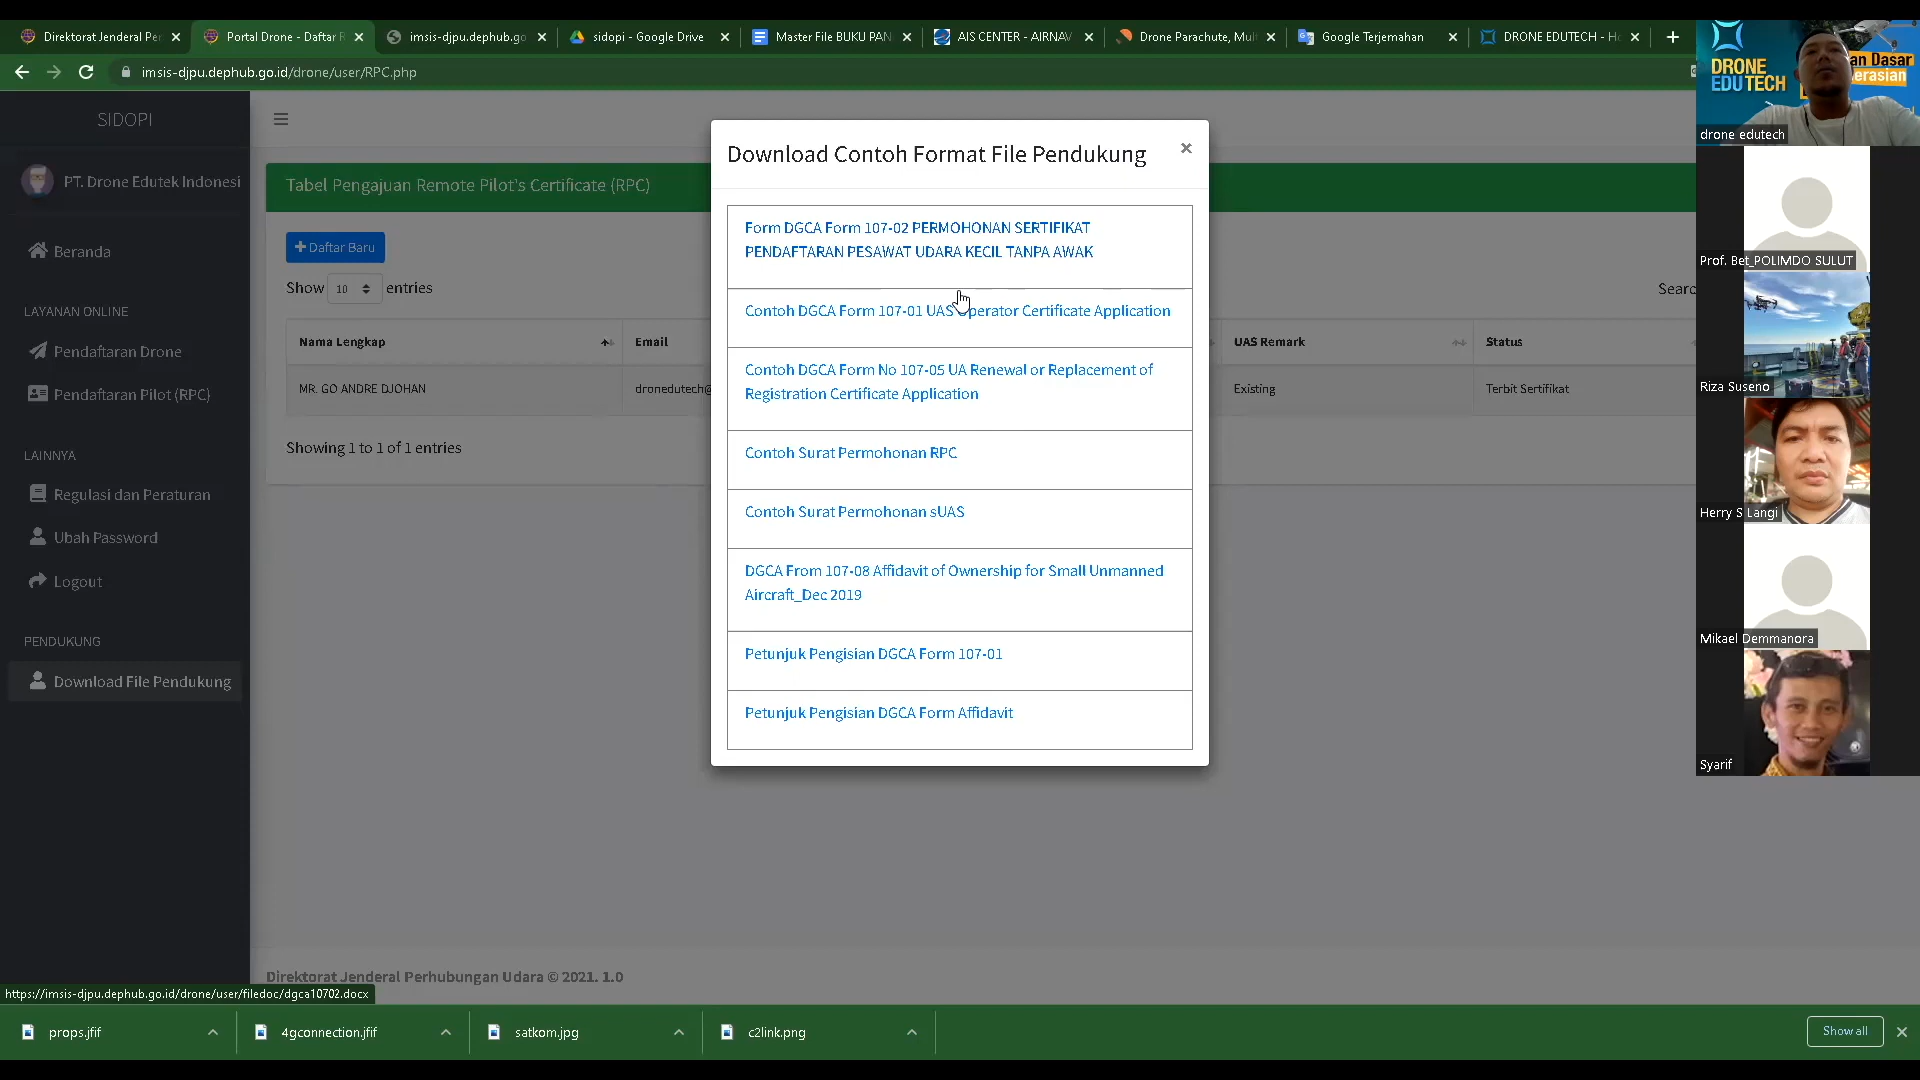 Direktorat Jenderal Per
Portal Drone - Daftar R
imsis-djpu.dephub.go
sidopi - Google Drive
Master File BUKU PAN
AIS CENTER - AIRNAV
Drone Parachute, Mul
Google Terjemahan
DRONE EDUTECH - Ho
imsis-djpu.dephub.go.id/drone/user/RPC.php
SIDOPI
PT. Drone Edutek Indonesi
Beranda
LAYANAN ONLINE
Pendaftaran Drone
Pendaftaran Pilot (RPC)
LAINNYA
Regulasi dan Peraturan
Ubah Password
Logout
PENDUKUNG
Download File Pendukung
Tabel Pengajuan Remote Pilot's Certificate (RPC)
Daftar Baru
Show 10 entries
Searc
Nama Lengkap
Email
UAS Remark
Status
MR. GO ANDRE DJOHAN
dronedutech@
Existing
Terbit Sertifikat
Showing 1 to 1 of 1 entries
Download Contoh Format File Pendukung
×
Form DGCA Form 107-02 PERMOHONAN SERTIFIKAT
PENDAFTARAN PESAWAT UDARA KECIL TANPA AWAK
Contoh DGCA Form 107-01 UAS Operator Certificate Application
Contoh DGCA Form No 107-05 UA Renewal or Replacement of
Registration Certificate Application
Contoh Surat Permohonan RPC
Contoh Surat Permohonan sUAS
DGCA From 107-08 Affidavit of Ownership for Small Unmanned
Aircraft_Dec 2019
Petunjuk Pengisian DGCA Form 107-01
Petunjuk Pengisian DGCA Form Affidavit
Direktorat Jenderal Perhubungan Udara © 2021. 1.0
https://imsis-djpu.dephub.go.id/drone/user/filedoc/dgca10702.docx
props.jfif
4gconnection.jfif
satkom.jpg
c2link.png
Show all
DRONE
EDUTECH
an Dasar
erasian
drone edutech
Prof. Bet_POLIMDO SULUT
Riza Suseno
Herry S Langi
Mikael Demmanora
Syarif